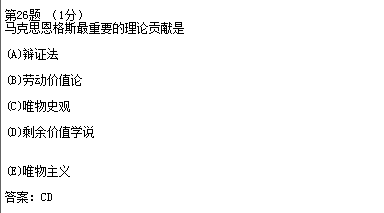 第26题 （1分）
马克思恩格斯最重要的理论贡献是
(A)辩证法
(B)劳动价值论
(C)唯物史观
(D)剩余价值学说
(E)唯物主义
答案：CD